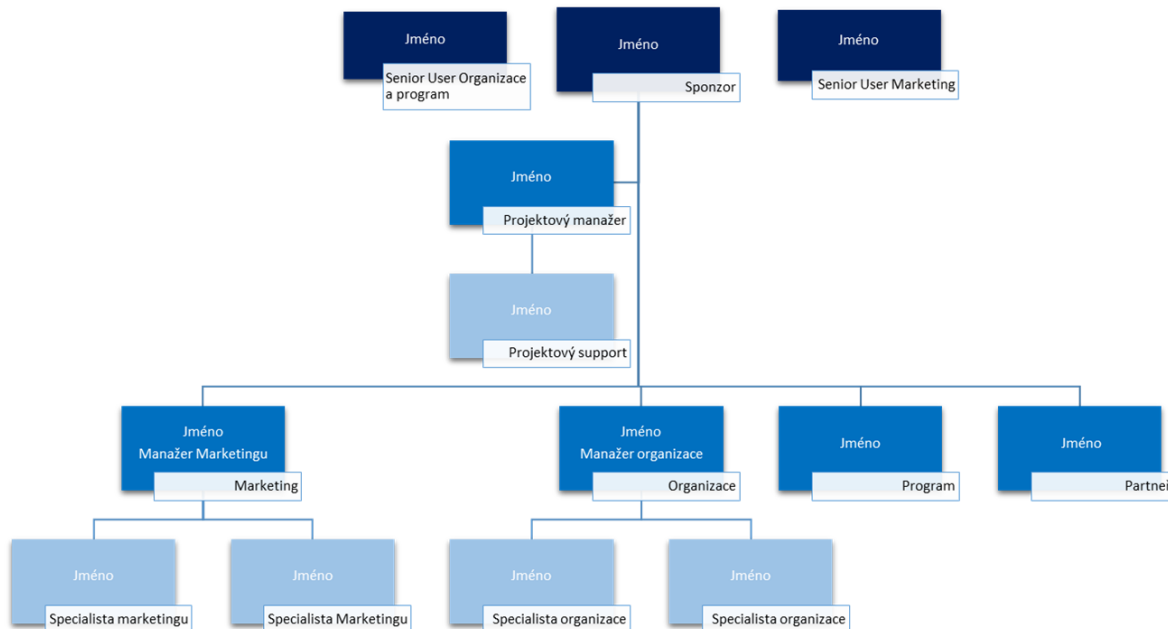 Jméno
Senior User Organizace
a program
Jméno
Sponzor
Jméno
Senior User Marketing
Jméno
Projektový manažer
Jméno
Projektový support
Jméno
Manažer Marketingu
Marketing
Jméno
Manažer organizace
Organizace
Jméno
Program
Jméno
Jméno
Specialista marketingu
Jméno
Specialista Marketingu
Jméno
Specialista organizace
Jméno
Specialista organizace